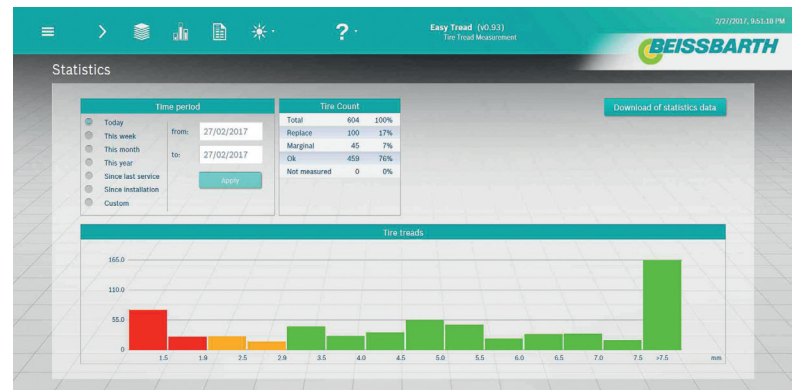 Easy Tread (v0.93)
Tire Tread Measurement
2/27/2017, 9:51:18 PM
?
BEISSBARTH
Statistics
Time period
Today
This week
This month
This year
Since last service
Since installation
Custom
from: 27/02/2017
to: 27/02/2017
Apply
Tire Count
Total 604 100%
Replace 100 17%
Marginal 45 7%
Ok 459 76%
Not measured 0 0%
Download of statistics data
Tire treads
165.0
110.0
55.0
0
1.5 1.9 2.5 2.9 3.5 4.0 4.5 5.0 5.5 6.0 6.5 7.0 7.5 >7.5 mm